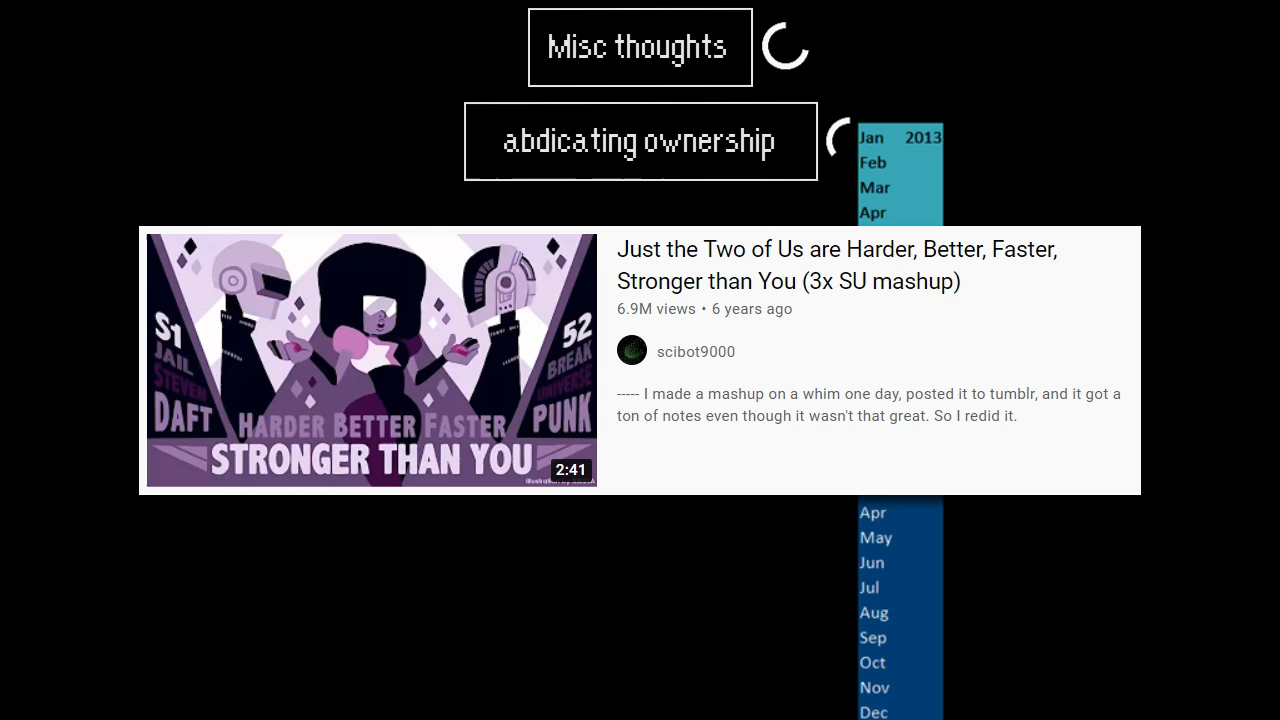 Misc thoughts
abdicating ownership
Jan 2013
Feb
Mar
Apr
Just the Two of Us are Harder, Better, Faster,
Stronger than You (3x SU mashup)
6.9M views • 6 years ago
scibot9000
----- I made a mashup on a whim one day, posted it to tumblr, and it got a
ton of notes even though it wasn't that great. So I redid it.
S1
JAIL
STEVEN
DAFT
52
BREAK
UNIVERSE
PUNK
HARDER BETTER FASTER
STRONGER THAN YOU
2:41
Apr
May
Jun
Jul
Aug
Sep
Oct
Nov
Dec